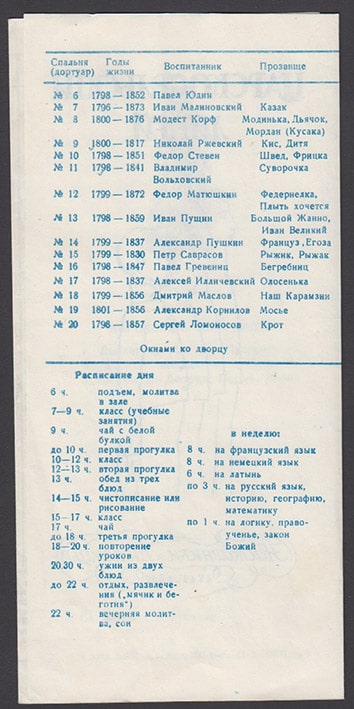 Спальня (дортуар) Годы жизни Воспитанник Прозвище
№ 6 1798—1852 Павел Юдин
№ 7 1796—1873 Иван Малиновский Казак
№ 8 1800—1876 Модест Корф Модинька, Дьячок,
Мордан (Кусака)
№ 9 1800—1817 Николай Ржевский Кис, Дитя
№ 10 1798—1851 Федор Стевен Швед, Фрицка
№ 11 1798—1841 Владимир Суворочка
Вольховский
№ 12 1799—1872 Федор Матюшкин Федернелка,
Плыть хочется
№ 13 1798—1859 Иван Пущин Большой Жанно,
Иван Великий
№ 14 1799—1837 Александр Пушкин Француз, Егоза
№ 15 1799—1830 Петр Саврасов Рыжик, Рыжак
№ 16 1798—1847 Павел Гревениц Бегребниц
№ 17 1798—1837 Алексей Илличевский Олосенька
№ 18 1799—1856 Дмитрий Маслов Наш Карамзин
№ 19 1801—1856 Александр Корнилов Мосье
№ 20 1796—1857 Сергей Ломоносов Крот
Окнами ко дворцу
Расписание дня
6 ч. подъем, молитва
в зале
7—9 ч. класс (учебные
занятия)
9 ч. чай с белой
булкой
до 10 ч. первая прогулка
10—12 ч. класс
12—13 ч. вторая прогулка
13 ч. обед из трех
блюд
14—15 ч. чистописание или
рисование
15—17 ч. класс
17 ч. чай
до 18 ч. третья прогулка
18—20 ч. повторение
уроков
20.30 ч. ужин из двух
блюд
до 22 ч. отдых, развлече-
ния („мячик и бе-
готня“)
22 ч. вечерняя молит-
ва, сон
в неделю:
8 ч. на французский язык
8 ч. на немецкий язык
6 ч. на латынь
по 3 ч. на русский язык,
историю, географию,
математику
по 1 ч. на логику, право-
ученье, закон
Божий